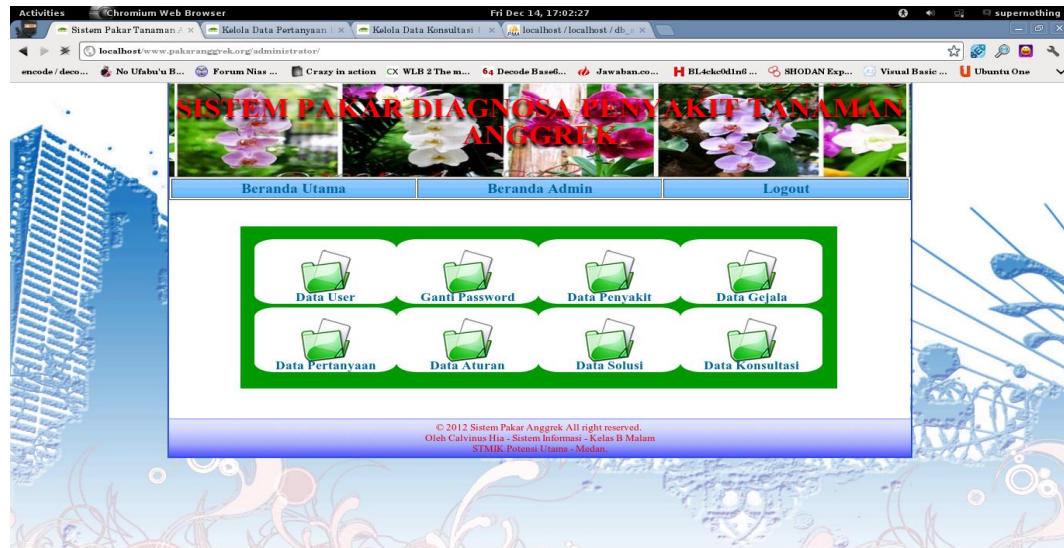 Activities
Chromium Web Browser
Fri Dec 14, 17:02:27
supernothing
Sistem Pakar Tanaman A
Kelola Data Pertanyaan |
Kelola Data Konsultasi |
localhost / localhost / db_s
localhost/www.pakaranggrek.org/administrator/
encode / deco...
No Ufabu'u B...
Forum Nias ...
Crazy in action
CX WLB 2 The m...
64 Decode Base6...
Jawaban.co...
BL4ckc0d1n6 ...
SHODAN Exp...
Visual Basic ...
Ubuntu One
SISTEM PAKAR DIAGNOSA PENYAKIT TANAMAN
ANGGREK
Beranda Utama
Beranda Admin
Logout
Data User
Ganti Password
Data Penyakit
Data Gejala
Data Pertanyaan
Data Aturan
Data Solusi
Data Konsultasi
© 2012 Sistem Pakar Anggrek All right reserved.
Oleh Calvinus Hia - Sistem Informasi - Kelas B Malam
STMIK Potensi Utama - Medan.